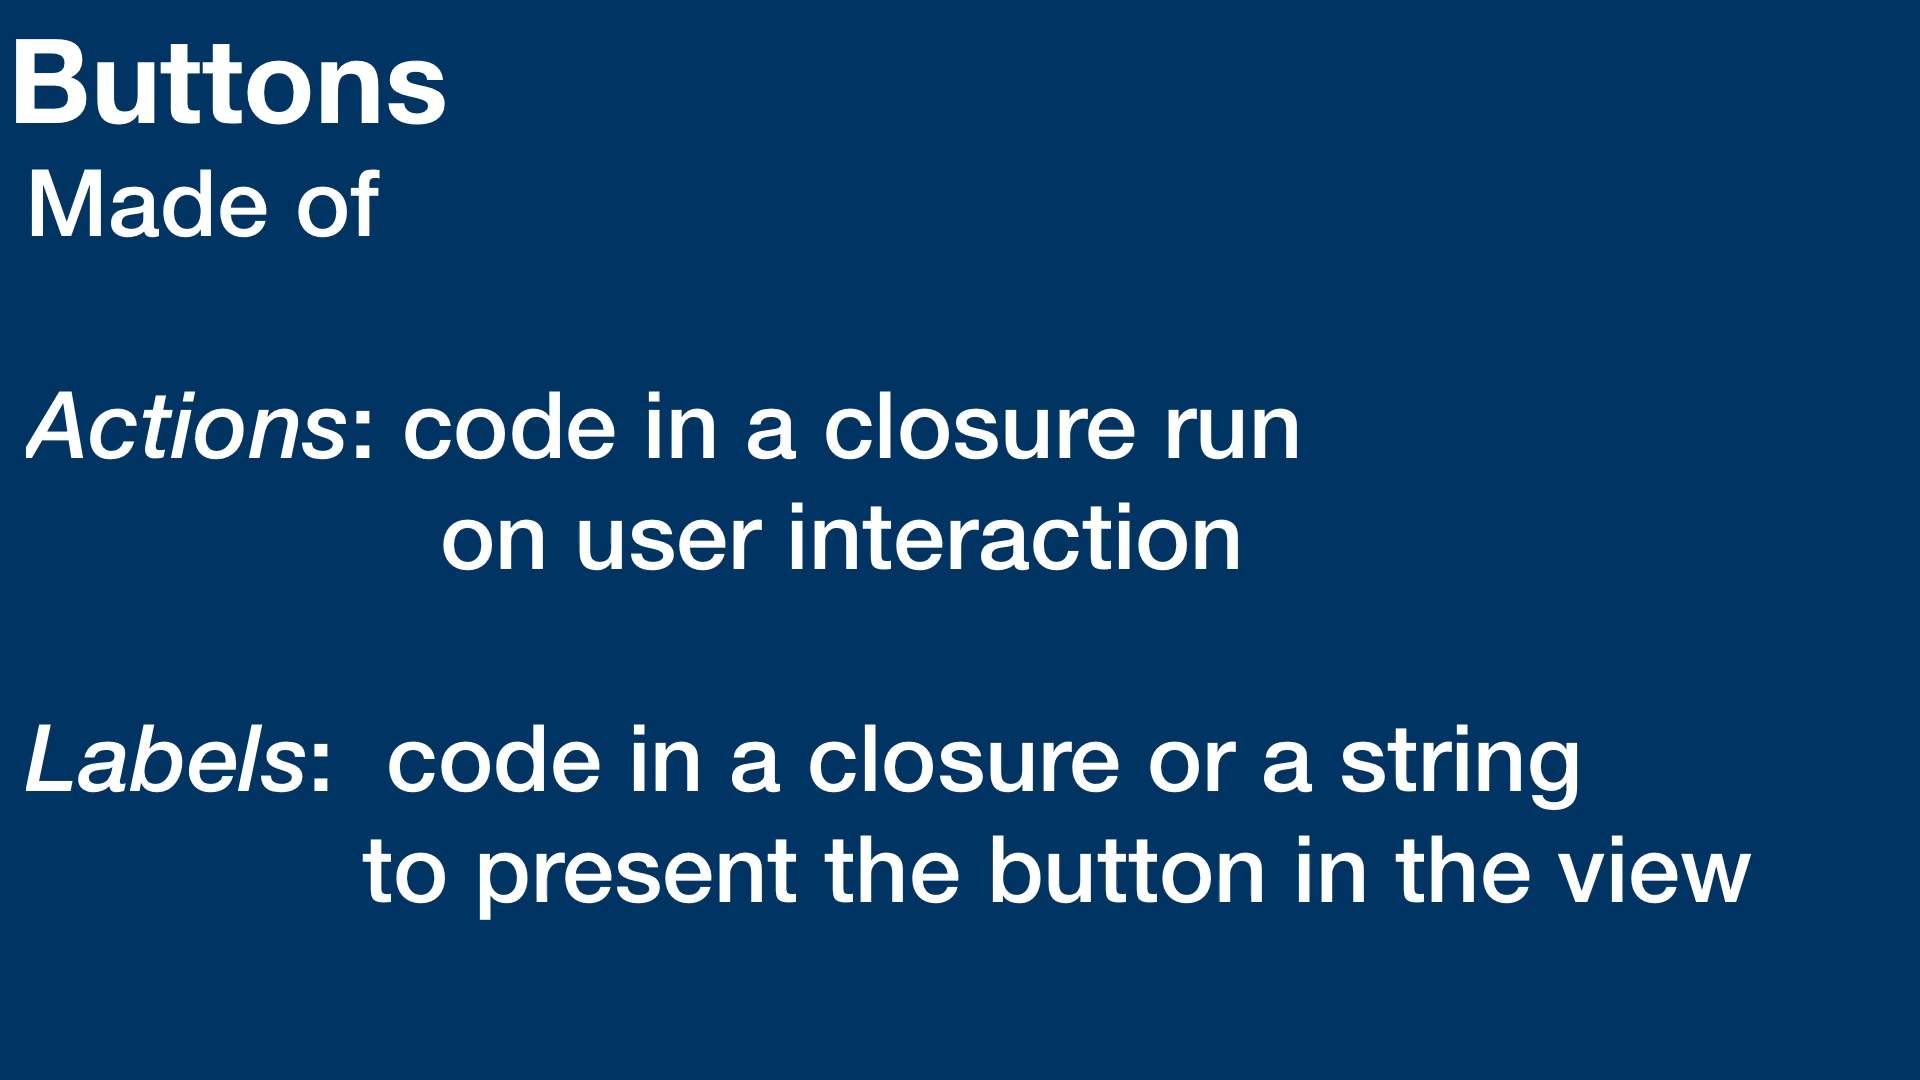 Buttons
Made of
Actions: code in a closure run
on user interaction
Labels: code in a closure or a string
to present the button in the view